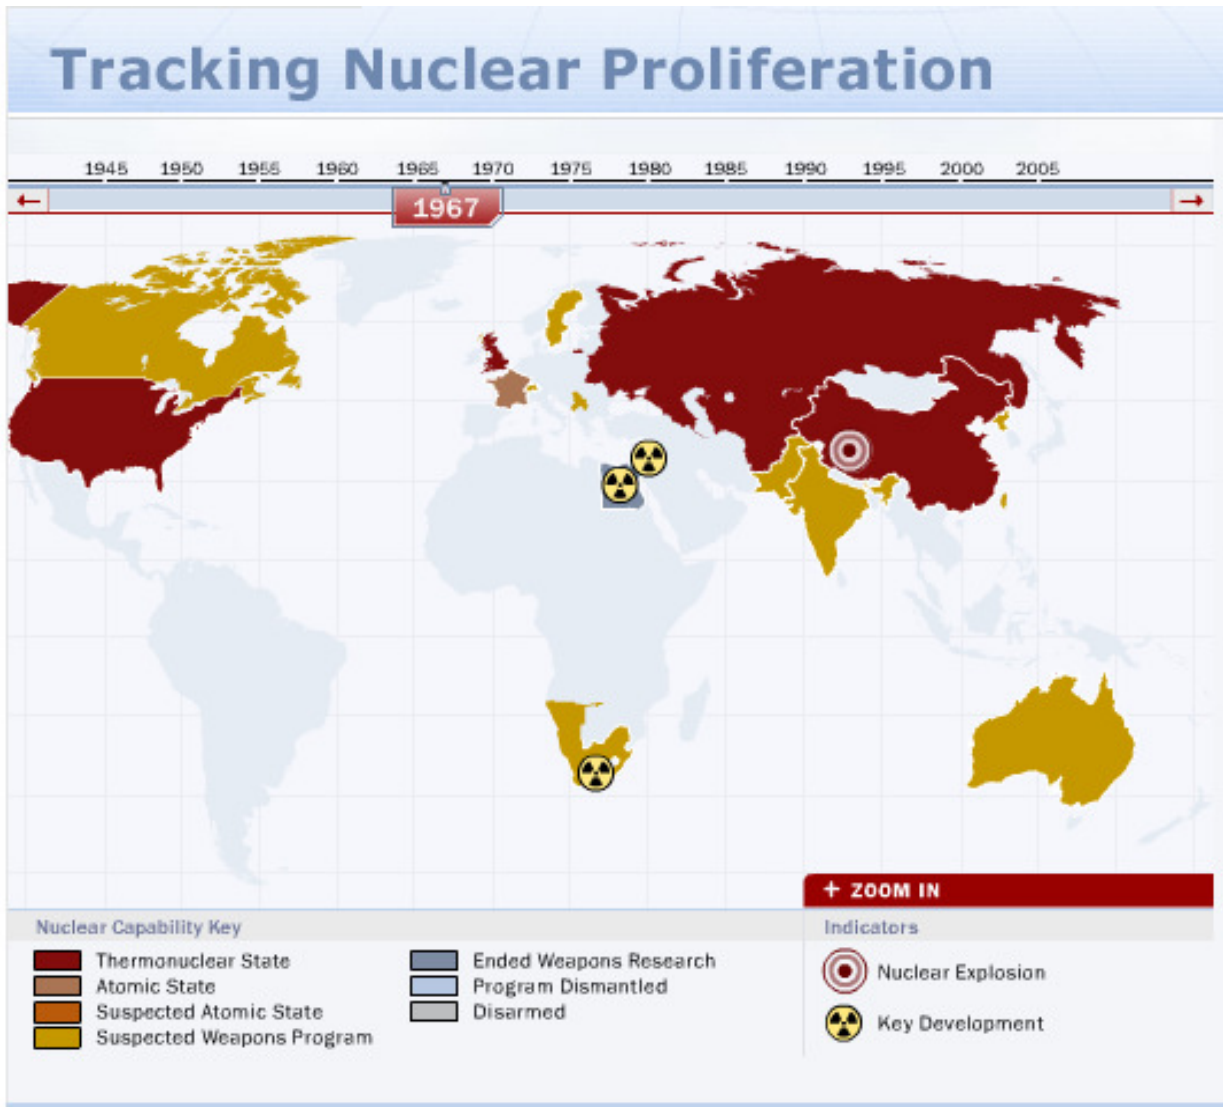 Tracking Nuclear Proliferation
1945 1950 1955 1960 1965 1970 1975 1980 1985 1990 1995 2000 2005
1967
+ ZOOM IN
Nuclear Capability Key
Thermonuclear State
Atomic State
Suspected Atomic State
Suspected Weapons Program
Ended Weapons Research
Program Dismantled
Disarmed
Indicators
Nuclear Explosion
Key Development